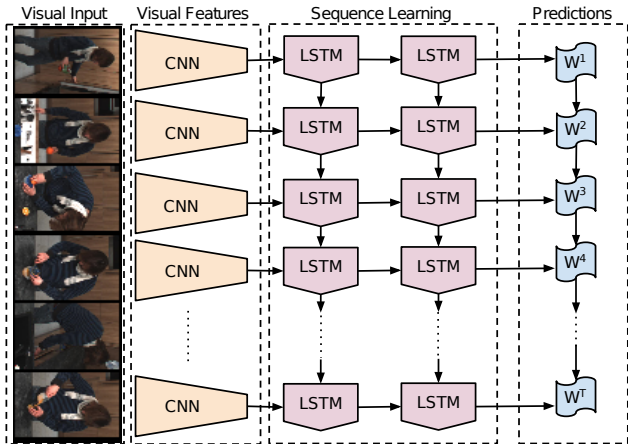 Visual Input Visual Features Sequence Learning Predictions
CNN LSTM LSTM W¹
CNN LSTM LSTM W²
CNN LSTM LSTM W³
CNN LSTM LSTM W⁴
CNN LSTM LSTM Wᵀ